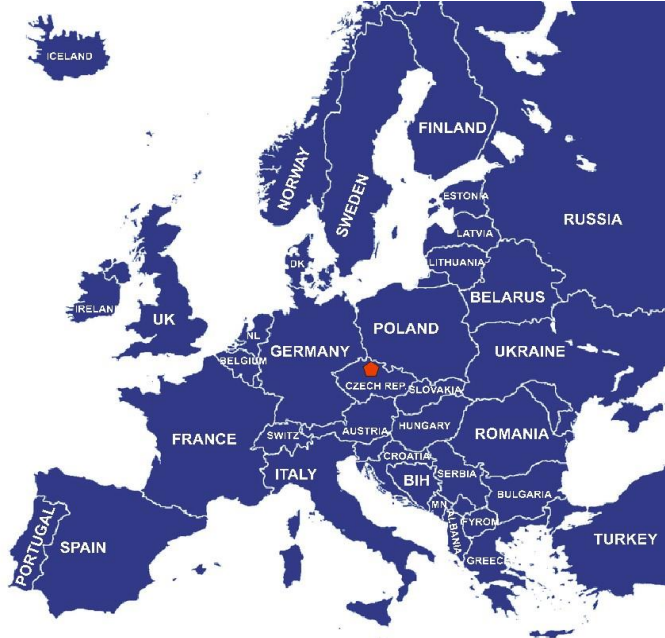 ICELAND
FINLAND
NORWAY
SWEDEN
ESTONIA
RUSSIA
LATVIA
LITHUANIA
DK
BELARUS
IRELAN
UK
NL
POLAND
GERMANY
UKRAINE
BELGIUM
CZECH REP.
SLOVAKIA
HUNGARY
AUSTRIA
ROMANIA
SWITZ
FRANCE
CROATIA
ITALY
BIH
SERBIA
BULGARIA
MN
FYROM
ALBANIA
PORTUGAL
SPAIN
TURKEY
GREEC